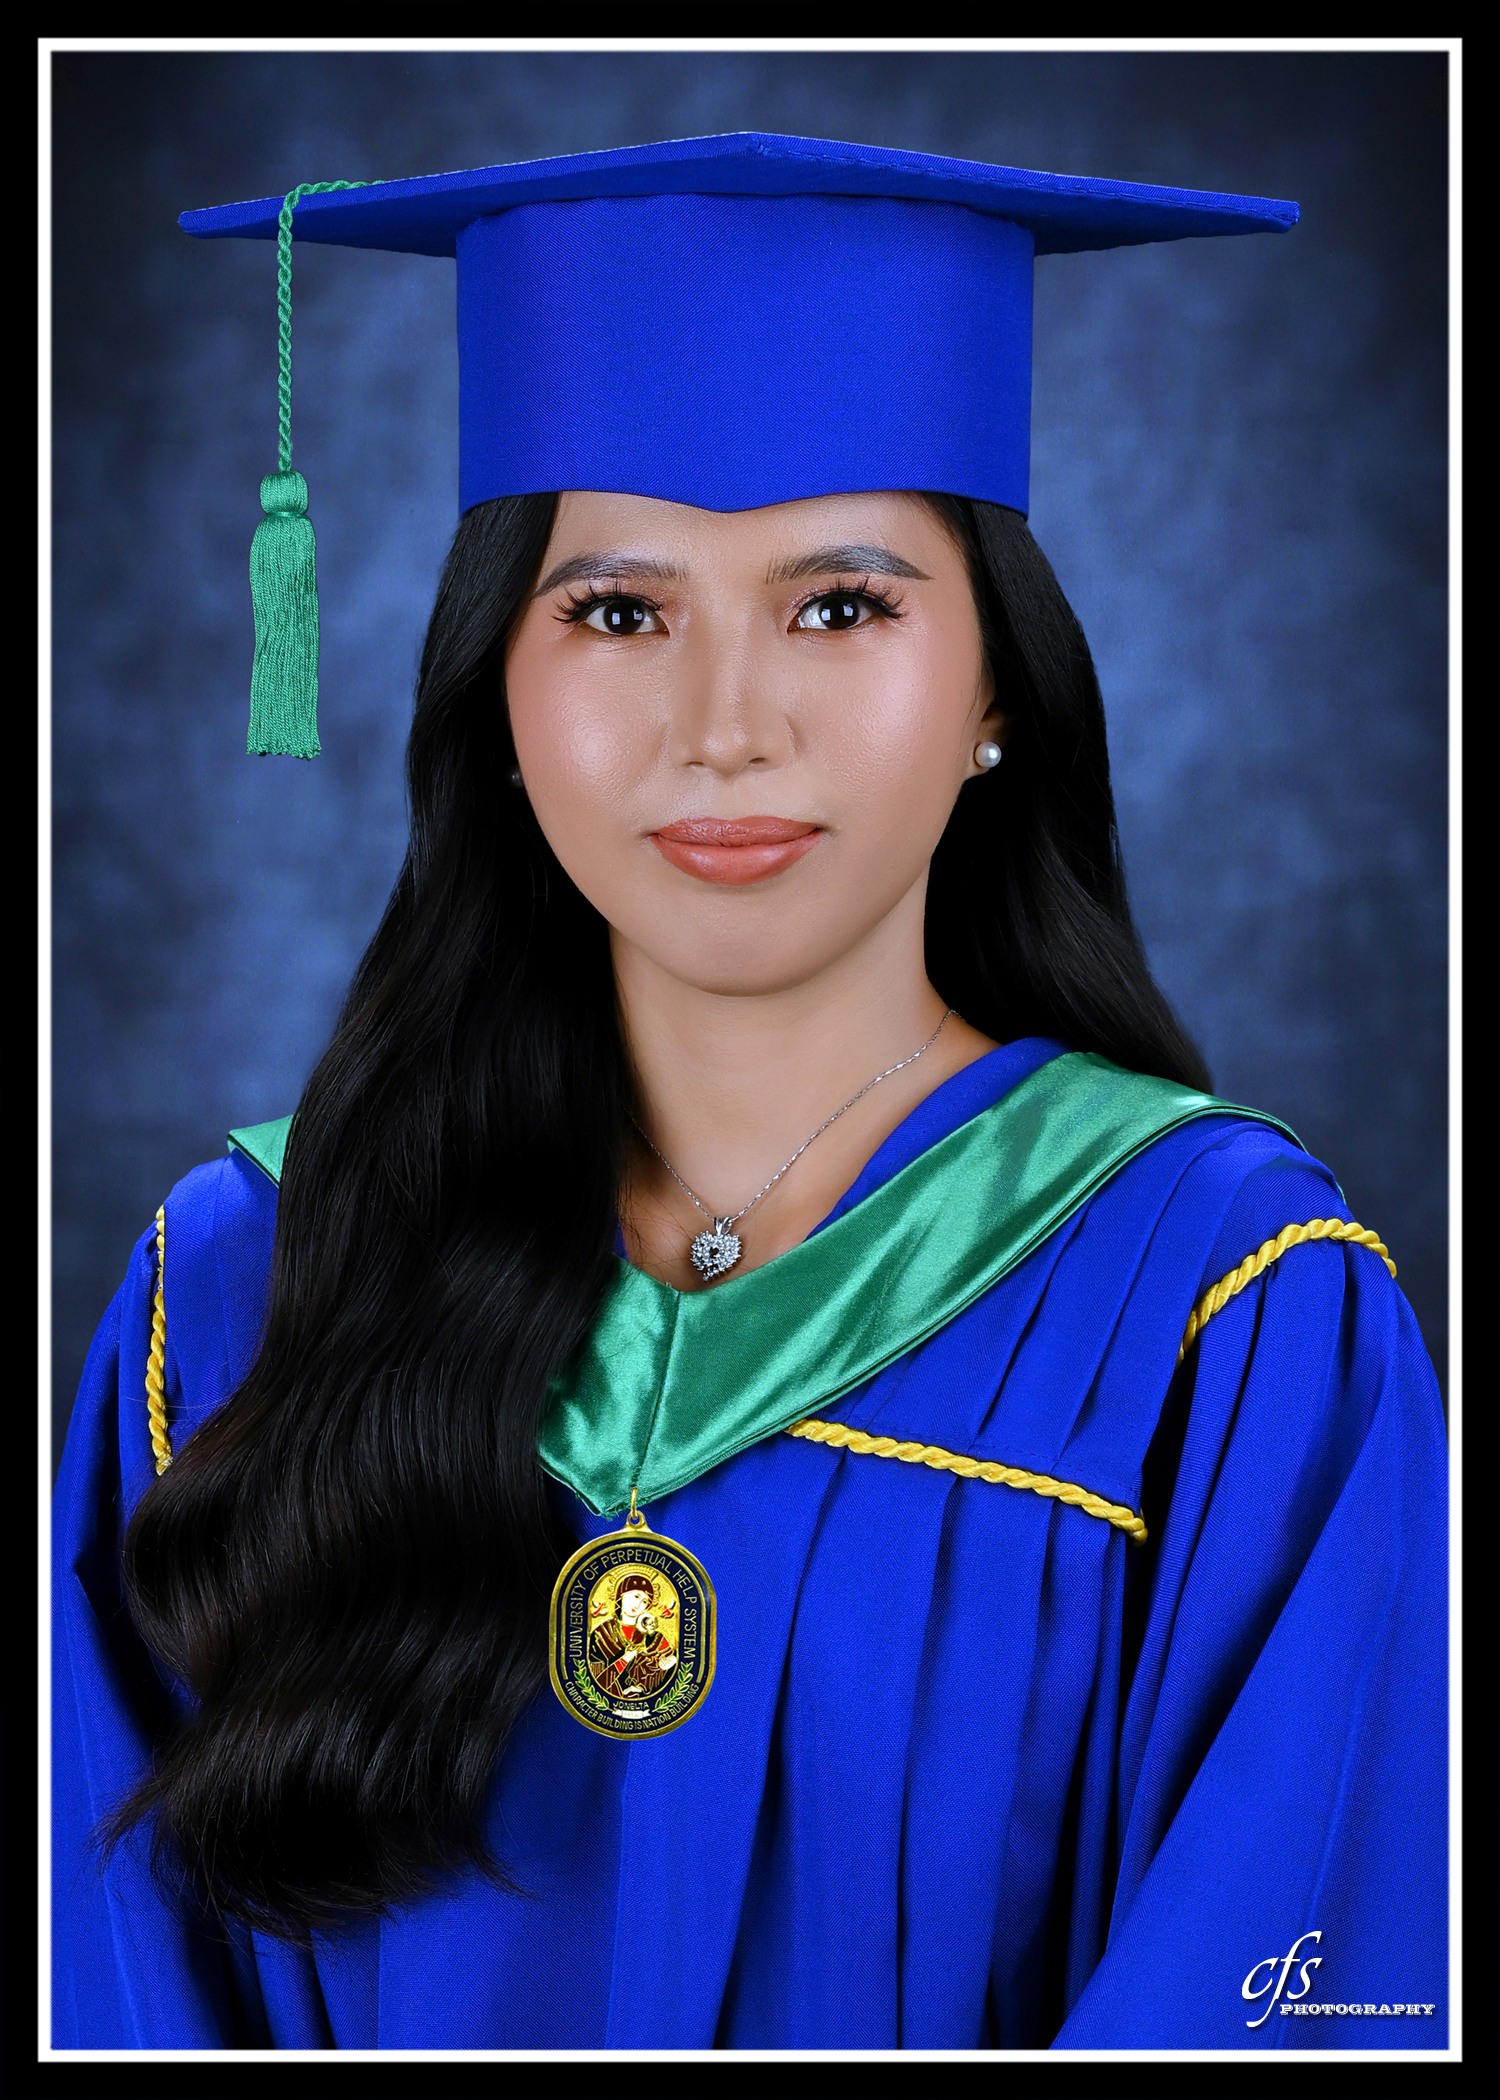 UNIVERSITY OF PERPETUAL HELP SYSTEM
JONELTA
CHARACTER BUILDING IS NATION BUILDING
cfs
PHOTOGRAPHY